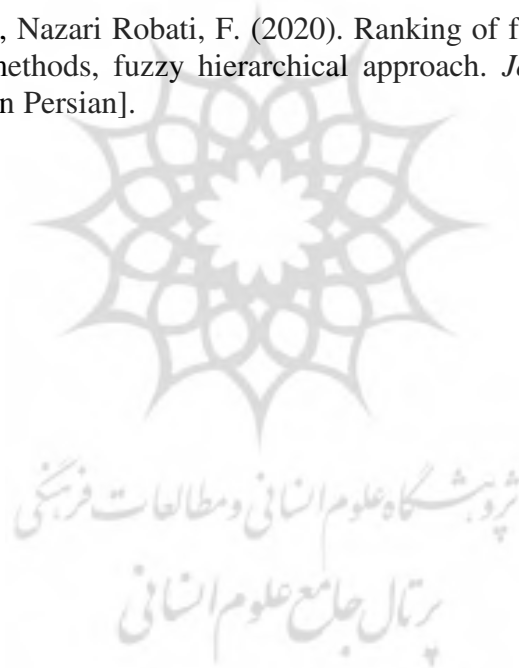 , Nazari Robati, F. (2020). Ranking of f
methods, fuzzy hierarchical approach. J
n Persian].
پژوهشگاه علوم انسانی و مطالعات فرهنگی
پرتال جامع علوم انسانی